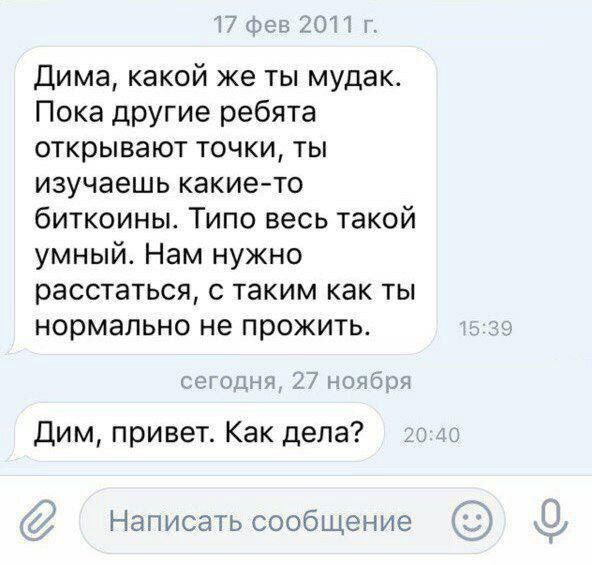 17 фев 2011 г.
Дима, какой же ты мудак.
Пока другие ребята
открывают точки, ты
изучаешь какие-то
биткоины. Типо весь такой
умный. Нам нужно
расстаться, с таким как ты
нормально не прожить.
15:39
сегодня, 27 ноября
Дим, привет. Как дела?
20:40
Написать сообщение